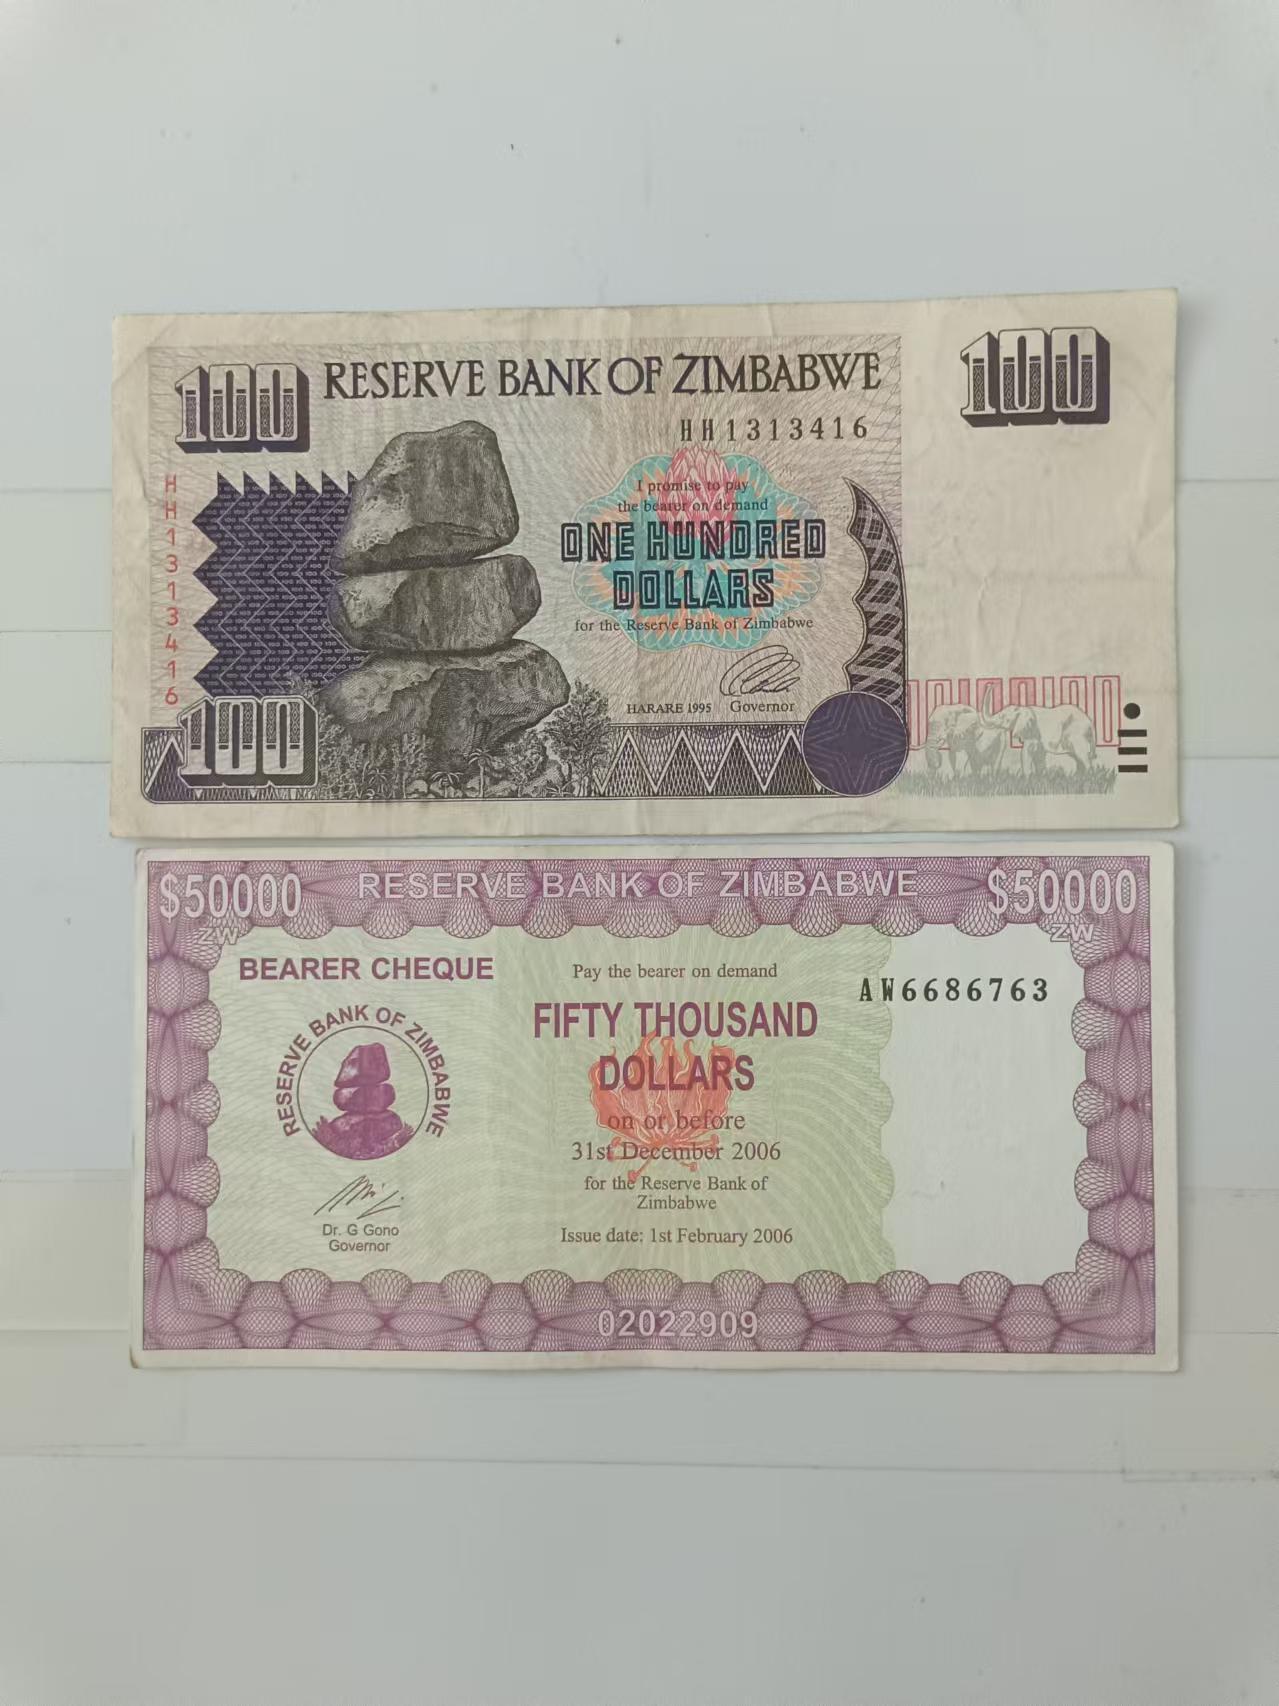 100
RESERVE BANK OF ZIMBABWE
100
HH1313416
HH1313416
I promise to pay
the bearer on demand
ONE HUNDRED
DOLLARS
for the Reserve Bank of Zimbabwe
HARARE 1995 Governor
100
$50000
ZW
RESERVE BANK OF ZIMBABWE
$50000
ZW
BEARER CHEQUE
RESERVE BANK OF ZIMBABWE
Dr. G Gono
Governor
Pay the bearer on demand
FIFTY THOUSAND
DOLLARS
on or before
31st December 2006
for the Reserve Bank of
Zimbabwe
Issue date: 1st February 2006
AW6686763
02022909